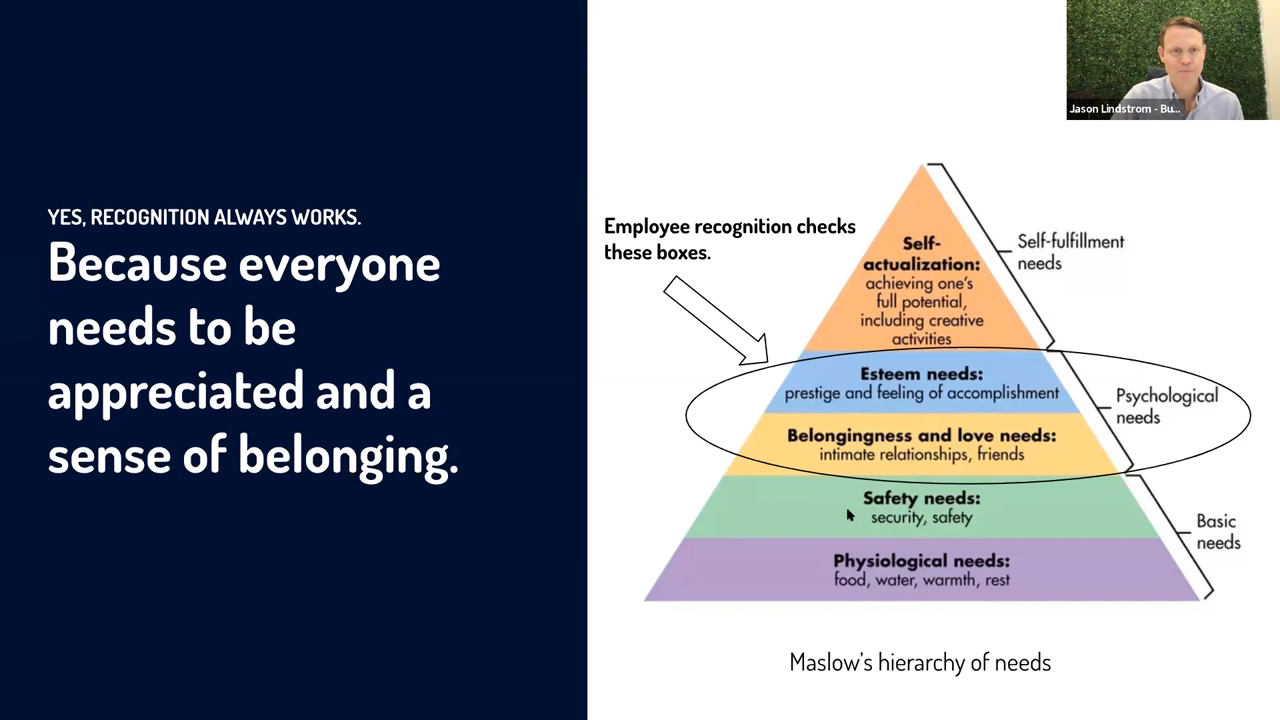 YES, RECOGNITION ALWAYS WORKS.
Because everyone
needs to be
appreciated and a
sense of belonging.
Jason Lindstrom - Bu...
Employee recognition checks
these boxes.
Self-
actualization:
achieving one's
full potential,
including creative
activities
Self-fulfillment
needs
Esteem needs:
prestige and feeling of accomplishment
Psychological
needs
Belongingness and love needs:
intimate relationships, friends
Safety needs:
security, safety
Basic
needs
Physiological needs:
food, water, warmth, rest
Maslow's hierarchy of needs